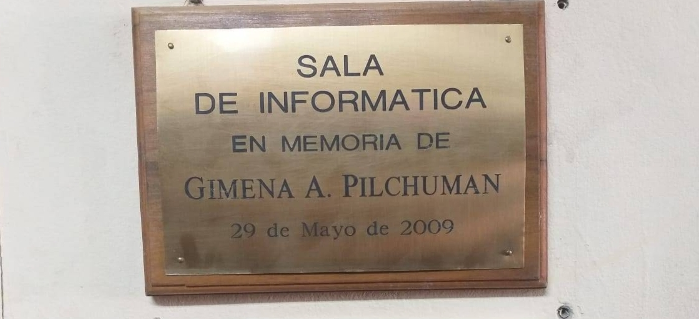 SALA
DE INFORMATICA
EN MEMORIA DE
GIMENA A. PILCHUMAN
29 de Mayo de 2009